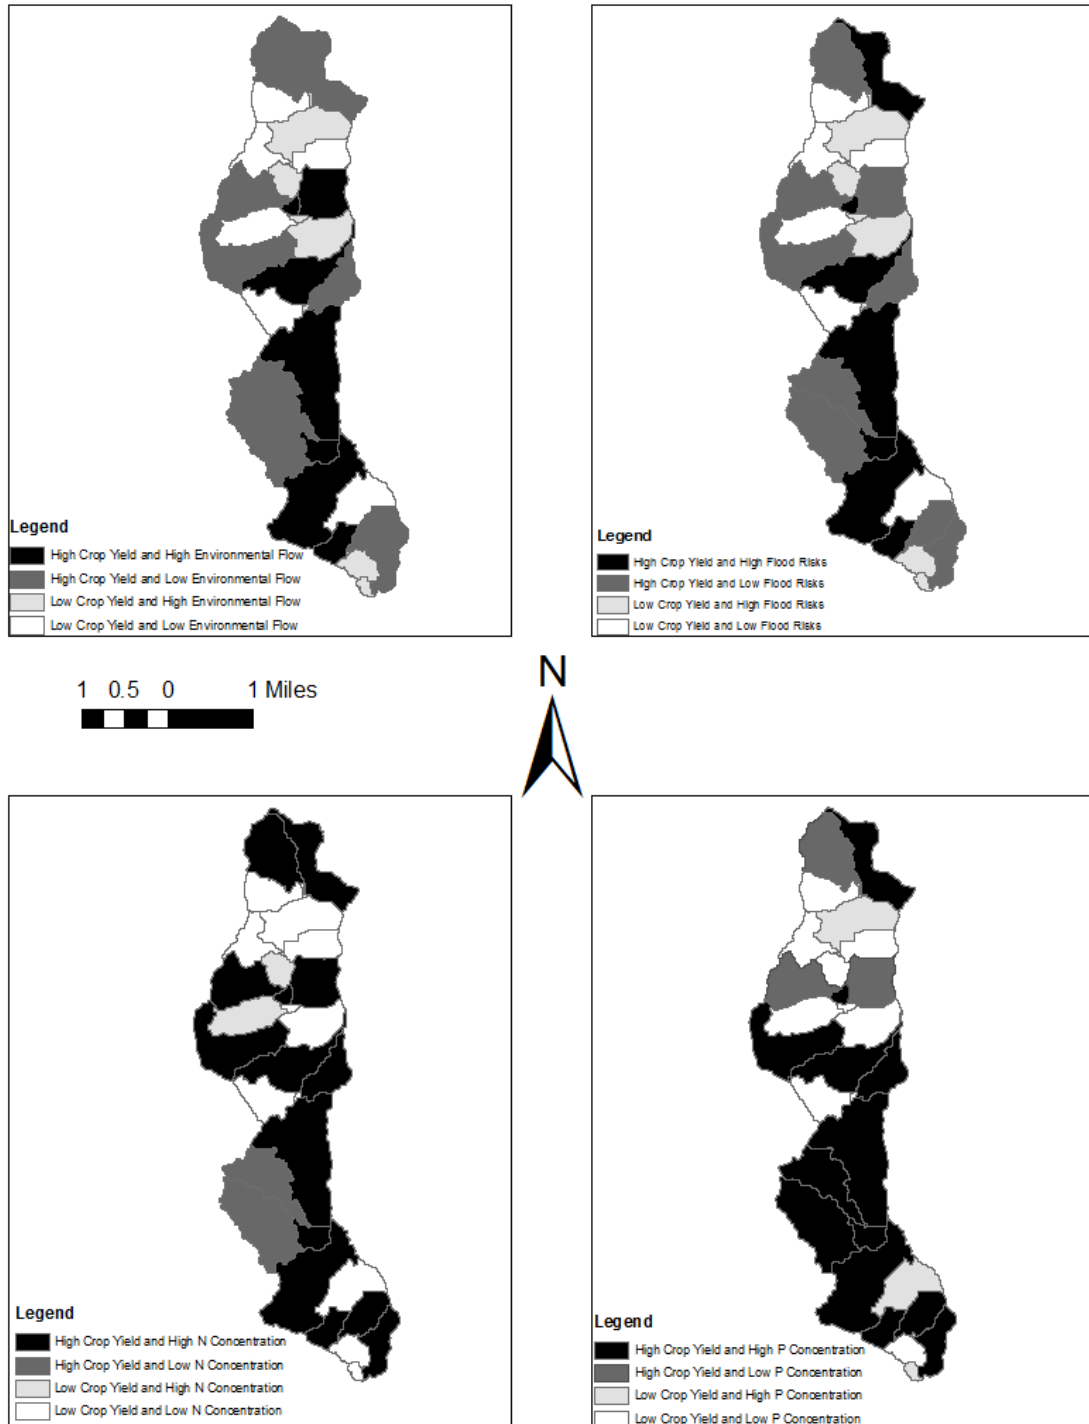 Legend
High Crop Yield and High Environmental Flow
High Crop Yield and Low Environmental Flow
Low Crop Yield and High Environmental Flow
Low Crop Yield and Low Environmental Flow
Legend
High Crop Yield and High Flood Risks
High Crop Yield and Low Flood Risks
Low Crop Yield and High Flood Risks
Low Crop Yield and Low Flood Risks
1 0.5 0 1 Miles
N
Legend
High Crop Yield and High N Concentration
High Crop Yield and Low N Concentration
Low Crop Yield and High N Concentration
Low Crop Yield and Low N Concentration
Legend
High Crop Yield and High P Concentration
High Crop Yield and Low P Concentration
Low Crop Yield and High P Concentration
Low Crop Yield and Low P Concentration